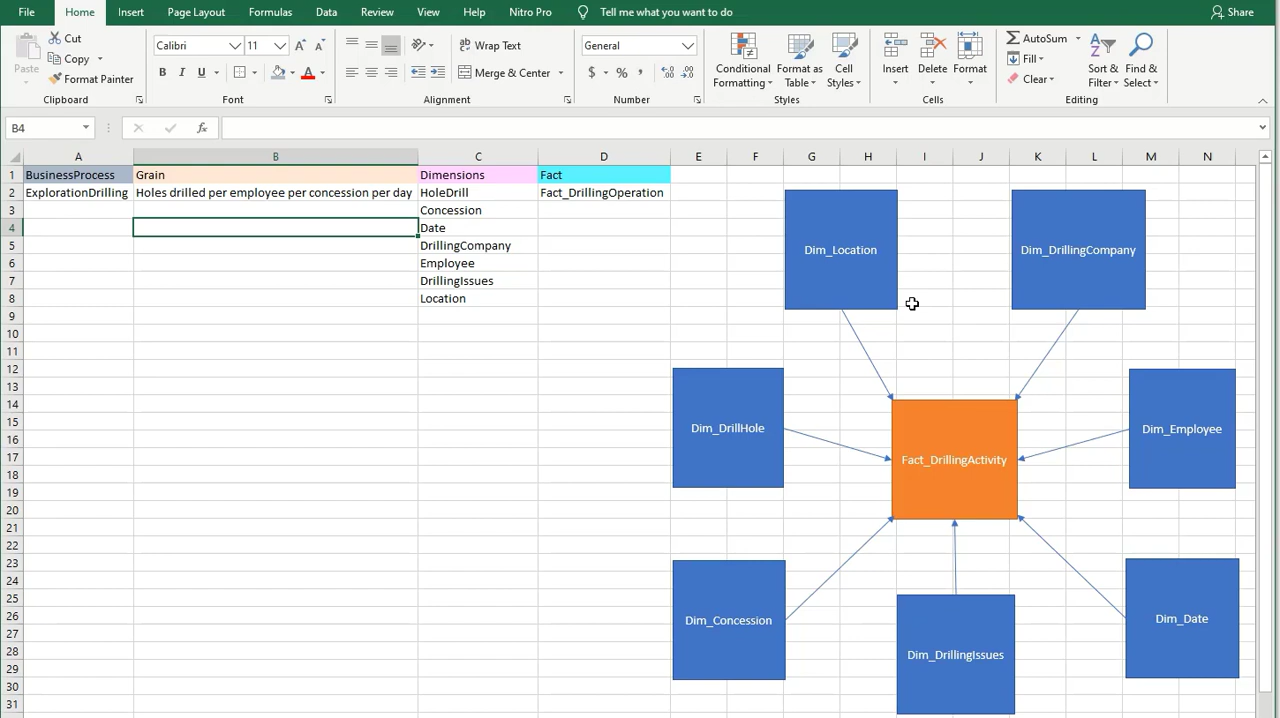 File Home Insert Page Layout Formulas Data Review View Help Nitro Pro Tell me what you want to do Share
Cut
Copy
Format Painter
Paste
Clipboard
Calibri 11
B I U A
Font
Wrap Text
Merge & Center
Alignment
General
$ % ,
Number
Conditional Formatting
Format as Table
Cell Styles
Styles
Insert
Delete
Format
Cells
AutoSum
Fill
Clear
Sort & Filter
Find & Select
Editing
B4 fx
A B C D E F G H I J K L M N
1 BusinessProcess Grain Dimensions Fact
2 ExplorationDrilling Holes drilled per employee per concession per day HoleDrill Fact_DrillingOperation
3 Concession
4 Date
5 DrillingCompany
6 Employee
7 DrillingIssues
8 Location
9
10
11
12
13
14
15
16
17
18
19
20
21
22
23
24
25
26
27
28
29
30
31
Dim_Location
Dim_DrillingCompany
Dim_DrillHole
Fact_DrillingActivity
Dim_Employee
Dim_Concession
Dim_DrillingIssues
Dim_Date